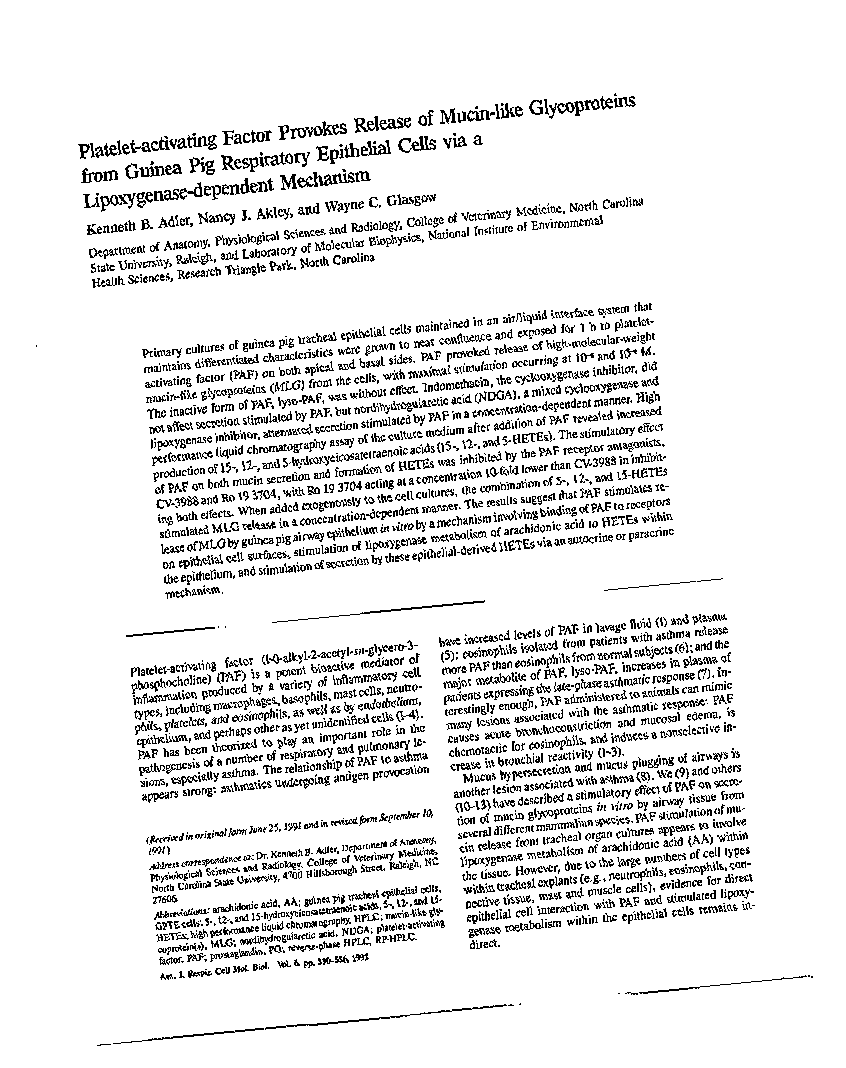 Platelet-activating Factor Provokes Release of Mucin-like Glycoproteins
from Guinea Pig Respiratory Epithelial Cells via a
Lipoxygenase-dependent Mechanism
Kenneth B. Adler, Nancy J. Akley, and Wayne C. Glasgow
Department of Anatomy, Physiological Sciences and Radiology, College of Veterinary Medicine, North Carolina
State University, Raleigh, and Laboratory of Molecular Biophysics, National Institute of Environmental
Health Sciences, Research Triangle Park, North Carolina
Primary cultures of guinea pig tracheal epithelial cells maintained in an air/liquid interface system that
maintains differentiated characteristics were grown to near confluence and exposed for 1 h to platelet-
activating factor (PAF) on both apical and basal sides. PAF provoked release of high-molecular-weight
mucin-like glycoproteins (MLG) from the cells, with maximal stimulation occurring at and M.
The inactive form of PAF, lyso-PAF, was without effect. Indomethacin, the cyclooxygenase inhibitor, did
not affect secretion stimulated by PAF, but nordihydroguiaretic acid (NDGA), a mixed cyclooxygenase and
lipoxygenase inhibitor, attenuated secretion stimulated by PAF in a concentration-dependent manner. High
performance liquid chromatography assay of the culture medium after addition of PAF revealed increased
production of 15-, 12-, and 5-hydroxyeicosatetraenoic acids (15-, 12-, and 5-HETEs). The stimulatory effect
of PAF on both mucin secretion and formation of HETEs was inhibited by the PAF receptor antagonists,
CV-3988 and Ro 19 3704, with Ro 19 3704 acting at a concentration 10-fold lower than CV-3988 in inhibit-
ing both effects. When added exogenously to the cell cultures, the combination of 5-, 12-, and 15-HETEs
stimulated MLG release in a concentration-dependent manner. The results suggest that PAF stimulates re-
lease of MLG by guinea pig airway epithelium in vitro by a mechanism involving binding of PAF to receptors
on epithelial cell surfaces, stimulation of lipoxygenase metabolism of arachidonic acid to HETEs within
the epithelium, and stimulation of secretion by these epithelial-derived HETEs via an autocrine or paracrine
mechanism.
Platelet-activating factor (1-0-alkyl-2-acetyl-sn-glycero-3-
phosphocholine) (PAF) is a potent bioactive mediator of
inflammation produced by a variety of inflammatory cell
types, including macrophages, basophils, mast cells, neutro-
phils, platelets, and eosinophils, as well as by endothelium,
epithelium, and perhaps other as yet unidentified cells (1-4).
PAF has been theorized to play an important role in the
pathogenesis of a number of respiratory and pulmonary le-
sions, especially asthma. The relationship of PAF to asthma
appears strong: asthmatics undergoing antigen provocation
(Received in original form June 25, 1991 and in revised form September 10,
1991)
Address correspondence to: Dr. Kenneth B. Adler, Department of Anatomy,
Physiological Sciences and Radiology, College of Veterinary Medicine,
North Carolina State University, 4700 Hillsborough Street, Raleigh, NC
27606.
Abbreviations: arachidonic acid, AA; guinea pig tracheal epithelial cells,
GPTE cells; 5-, 12-, and 15-hydroxyeicosatetraenoic acids, 5-, 12-, and 15-
HETEs; high performance liquid chromatography, HPLC; mucin-like gly-
coprotein(s), MLG; nordihydroguiaretic acid, NDGA; platelet-activating
factor, PAF; prostaglandin, PG; reverse-phase HPLC, RP-HPLC.
Am. J. Respir. Cell Mol. Biol. Vol. 6. pp. 550-556, 1992
have increased levels of PAF in lavage fluid (1) and plasma
(5); eosinophils isolated from patients with asthma release
more PAF than eosinophils from normal subjects (6); and the
major metabolite of PAF, lyso-PAF, increases in plasma of
patients expressing the late-phase asthmatic response (7). In-
terestingly enough, PAF administered to animals can mimic
many lesions associated with the asthmatic response: PAF
causes acute bronchoconstriction and mucosal edema, is
chemotactic for eosinophils, and induces a nonselective in-
crease in bronchial reactivity (1-3).
Mucus hypersecretion and mucus plugging of airways is
another lesion associated with asthma (8). We (9) and others
(10-13) have described a stimulatory effect of PAF on secre-
tion of mucin glycoproteins in vitro by airway tissue from
several different mammalian species. PAF stimulation of mu-
cin release from tracheal organ cultures appears to involve
lipoxygenase metabolism of arachidonic acid (AA) within
the tissue. However, due to the large numbers of cell types
within tracheal explants (e.g., neutrophils, eosinophils, con-
nective tissue, mast and muscle cells), evidence for direct
epithelial cell interaction with PAF and stimulated lipoxy-
genase metabolism within the epithelial cells remains in-
direct.